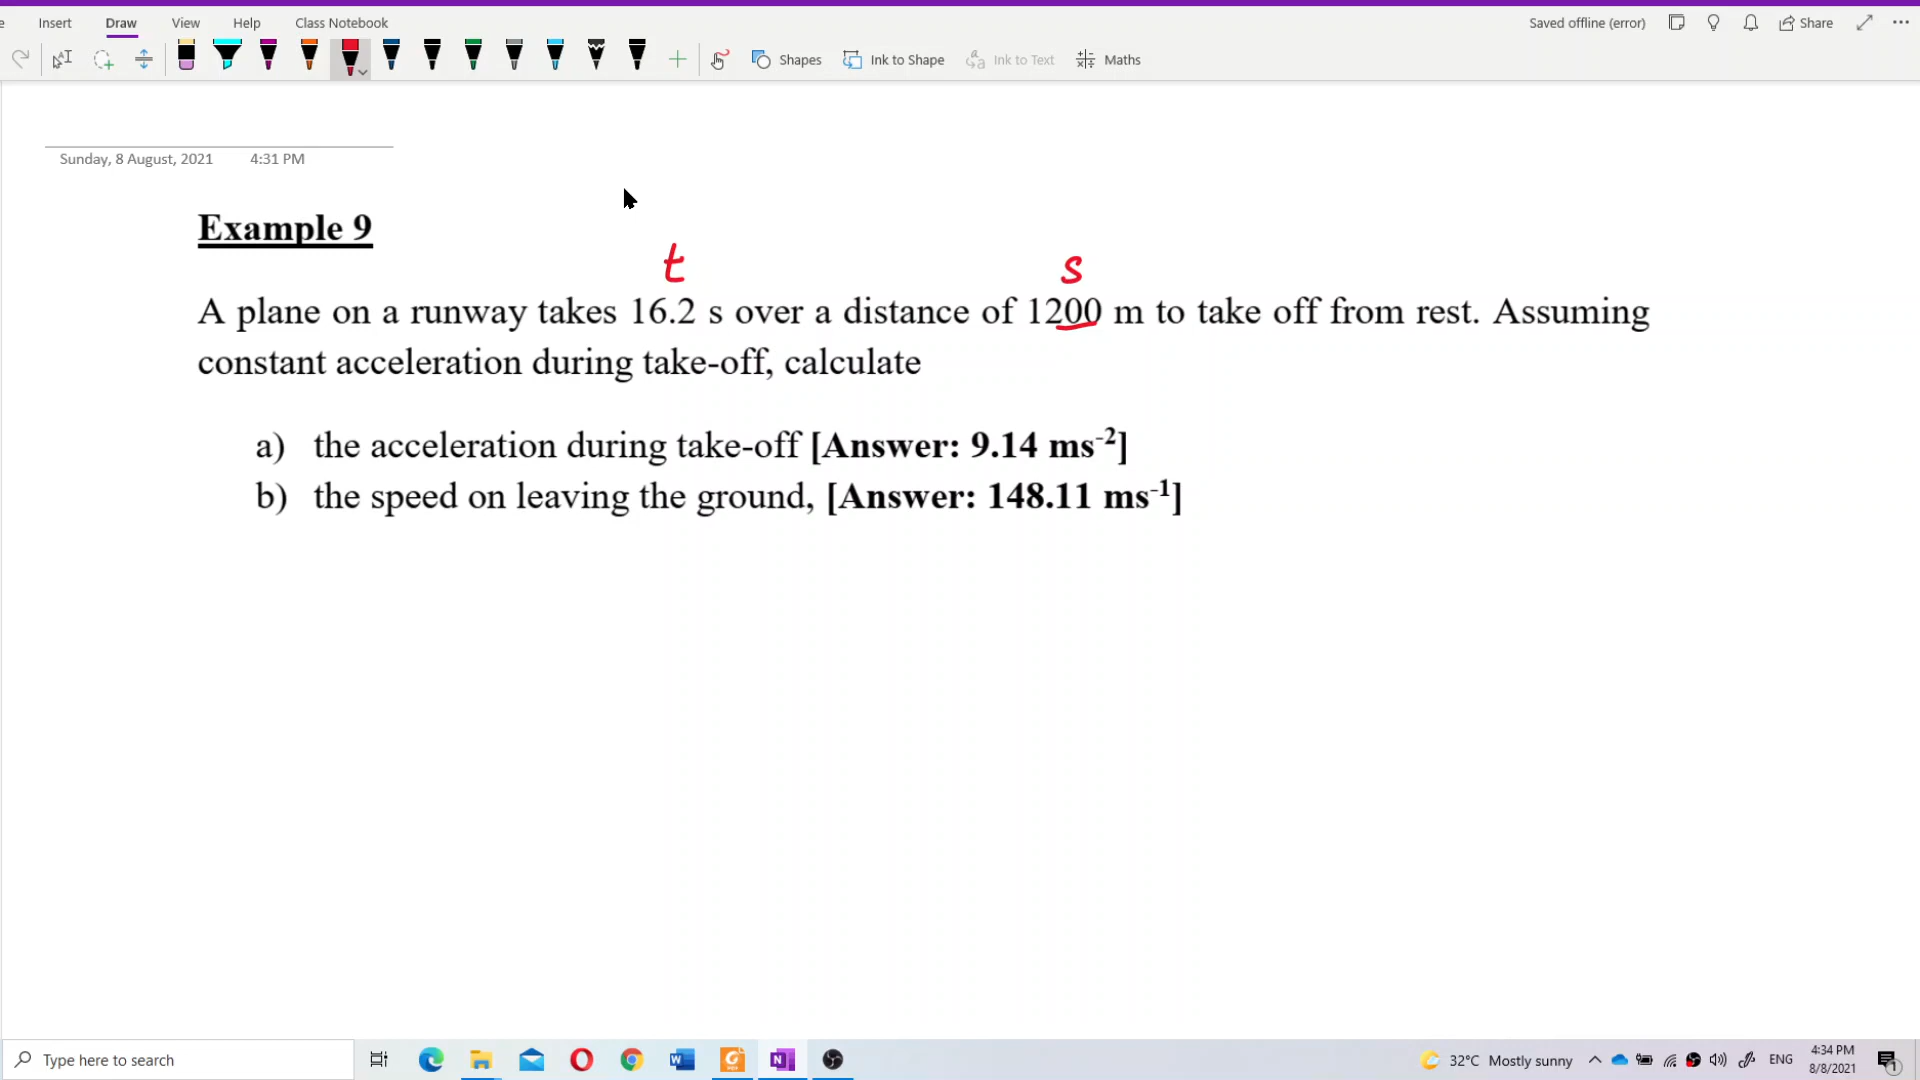 Insert Draw View Help Class Notebook Saved offline (error) Share
Shapes Ink to Shape Ink to Text Maths
Sunday, 8 August, 2021 4:31 PM
Example 9
t s
A plane on a runway takes 16.2 s over a distance of 1200 m to take off from rest. Assuming
constant acceleration during take-off, calculate
a) the acceleration during take-off [Answer: 9.14 ms⁻²]
b) the speed on leaving the ground, [Answer: 148.11 ms⁻¹]
Type here to search 32°C Mostly sunny ENG 4:34 PM
8/8/2021